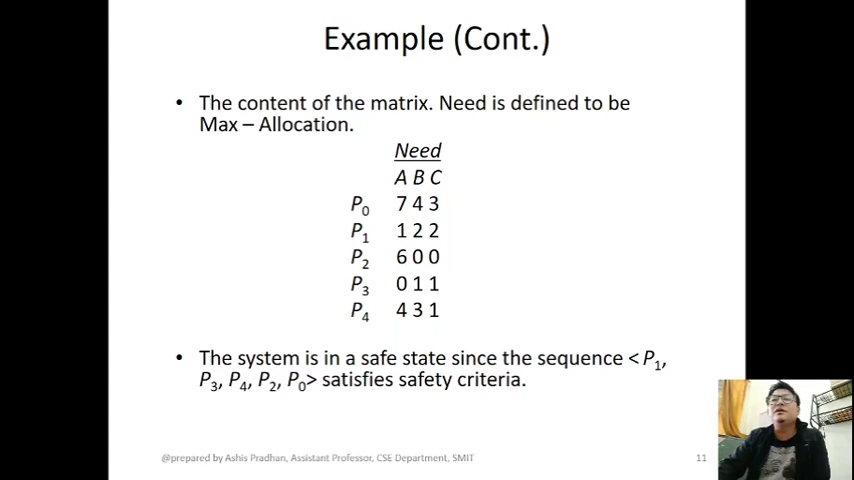 Example (Cont.)
• The content of the matrix. Need is defined to be
Max – Allocation.
Need
A B C
P0 7 4 3
P1 1 2 2
P2 6 0 0
P3 0 1 1
P4 4 3 1
• The system is in a safe state since the sequence < P1,
P3, P4, P2, P0> satisfies safety criteria.
@prepared by Ashis Pradhan, Assistant Professor, CSE Department, SMIT
11